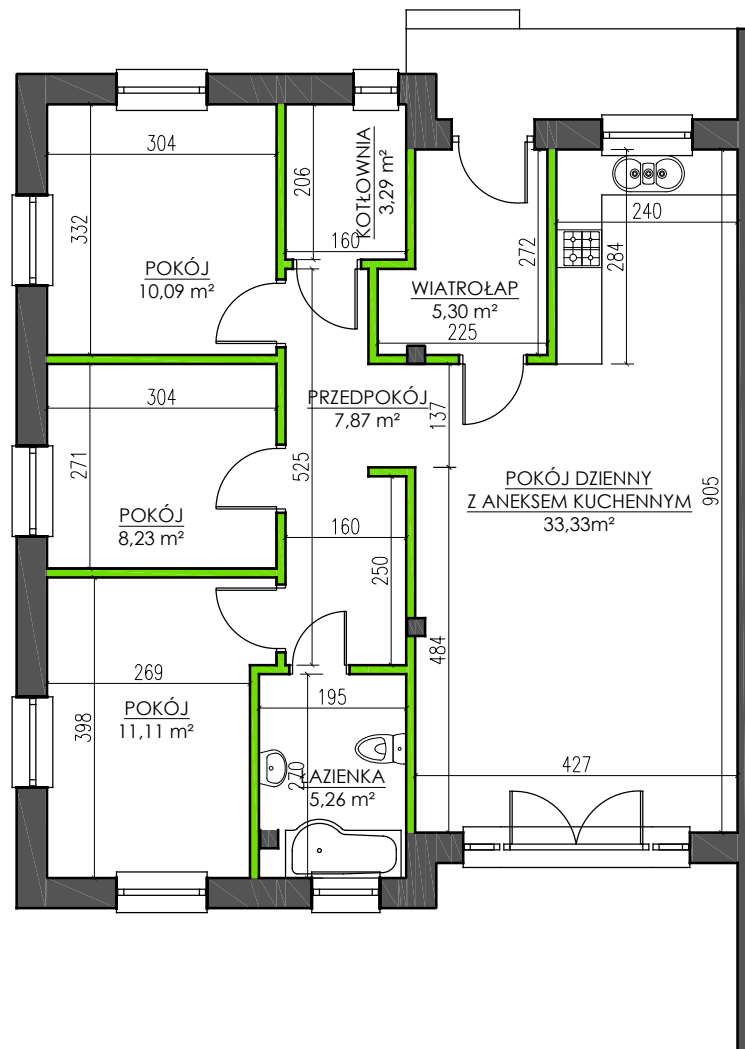 304
332
POKÓJ
10,09 m²
206
KOTŁOWNIA
3,29 m²
160
272
WIATROŁAP
5,30 m²
225
240
284
304
271
POKÓJ
8,23 m²
PRZEDPOKÓJ
7,87 m²
525
137
160
250
POKÓJ DZIENNY
Z ANEKSEM KUCHENNYM
33,33m²
905
484
427
269
398
POKÓJ
11,11 m²
195
270
ŁAZIENKA
5,26 m²